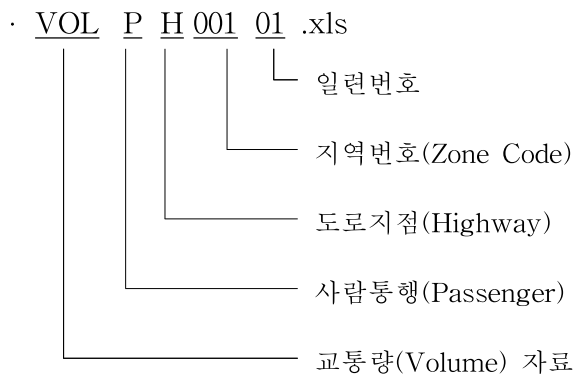 · VOL P H 001 01 .xls
일련번호
지역번호(Zone Code)
도로지점(Highway)
사람통행(Passenger)
교통량(Volume) 자료